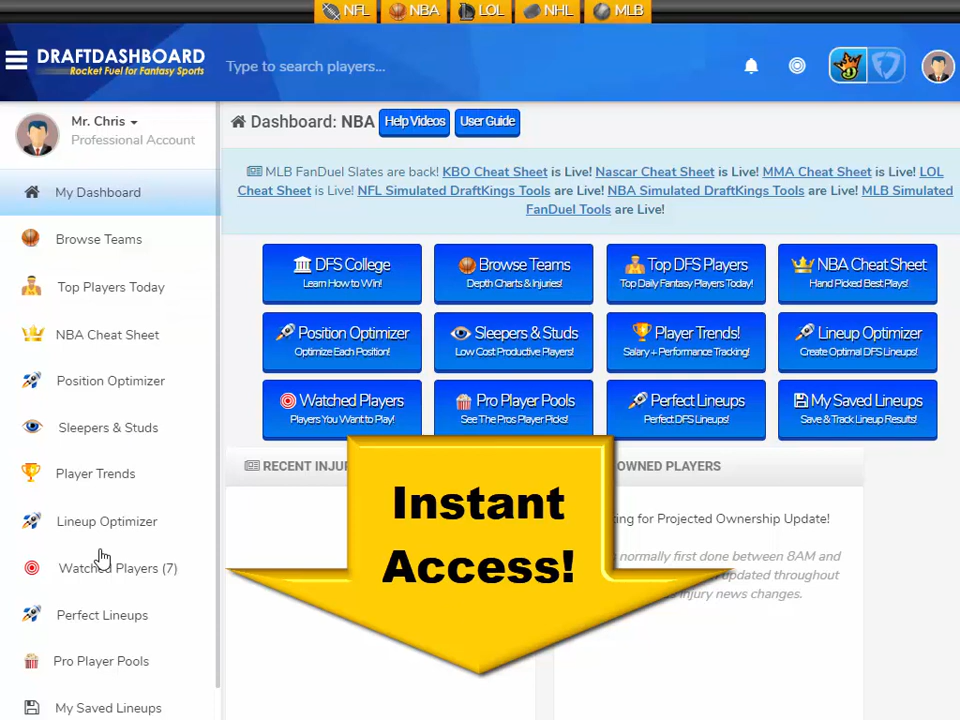 NFL NBA LOL NHL MLB
DRAFTDASHBOARD
Rocket Fuel for Fantasy Sports
Type to search players...
Mr. Chris
Professional Account
My Dashboard
Browse Teams
Top Players Today
NBA Cheat Sheet
Position Optimizer
Sleepers & Studs
Player Trends
Lineup Optimizer
Watched Players (7)
Perfect Lineups
Pro Player Pools
My Saved Lineups
Dashboard: NBA Help Videos User Guide
MLB FanDuel Slates are back! KBO Cheat Sheet is Live! Nascar Cheat Sheet is Live! MMA Cheat Sheet is Live! LOL
Cheat Sheet is Live! NFL Simulated DraftKings Tools are Live! NBA Simulated DraftKings Tools are Live! MLB Simulated
FanDuel Tools are Live!
DFS College
Learn How to Win!
Browse Teams
Depth Charts & Injuries!
Top DFS Players
Top Daily Fantasy Players Today!
NBA Cheat Sheet
Hand Picked Best Plays!
Position Optimizer
Optimize Each Position!
Sleepers & Studs
Low Cost Productive Players!
Player Trends!
Salary + Performance Tracking!
Lineup Optimizer
Create Optimal DFS Lineups!
Watched Players
Players You Want to Play!
Pro Player Pools
See The Pros Player Picks!
Perfect Lineups
Perfect DFS Lineups!
My Saved Lineups
Save & Track Lineup Results!
RECENT INJU
OWNED PLAYERS
for Projected Ownership Update!
normally first done between 8AM and
updated throughout
injury news changes.
Instant
Access!